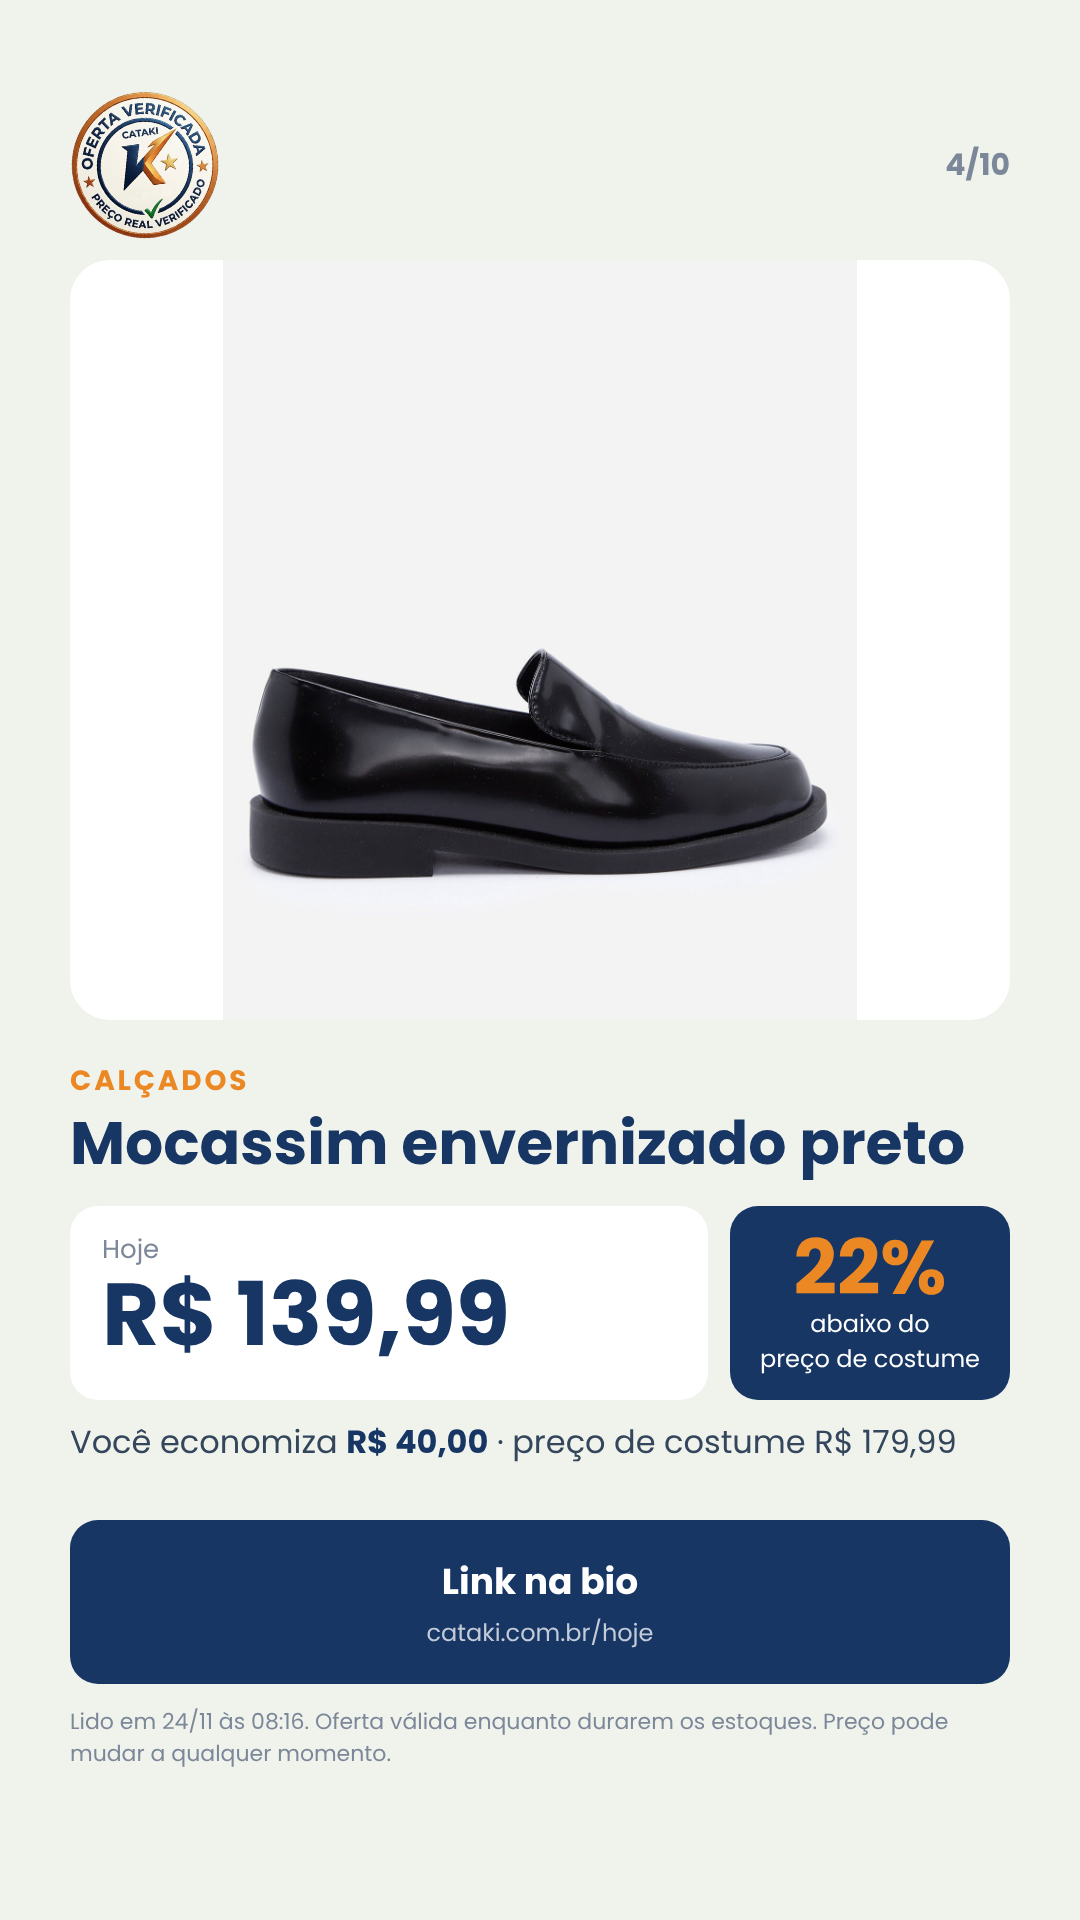 OFERTA VERIFICADA
CATAKI
K
PREÇO REAL VERIFICADO
4/10
CALÇADOS
Mocassim envernizado preto
Hoje
R$ 139,99
22%
abaixo do
preço de costume
Você economiza R$ 40,00 · preço de costume R$ 179,99
Link na bio
cataki.com.br/hoje
Lido em 24/11 às 08:16. Oferta válida enquanto durarem os estoques. Preço pode
mudar a qualquer momento.